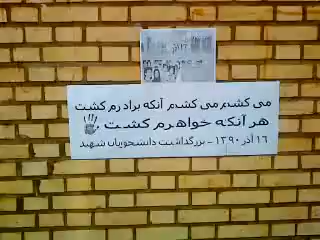 می کشم می کشم آنکه برادرم کشت
هر آنکه خواهرم کشت
۱۶ آذر ۱۳۹۰ - بزرگداشت دانشجویان شهید